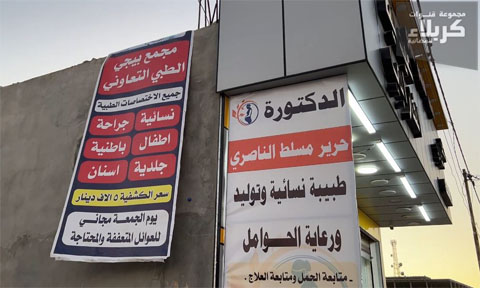 مجموعة قنوات
كربلاء
الفضائية
مجمع بيجي
الطبي التعاوني
جميع الاختصاصات الطبية
نسائية جراحة
اطفال باطنية
جلدية اسنان
سعر الكشفية ٥ الاف دينار
يوم الجمعة مجاني
للعوائل المتعففة والمحتاجة
الدكتورة
حرير مسلط الناصري
طبيبة نسائية وتوليد
ورعاية الحوامل
_ متابعة الحمل ومتابعة العلاج .